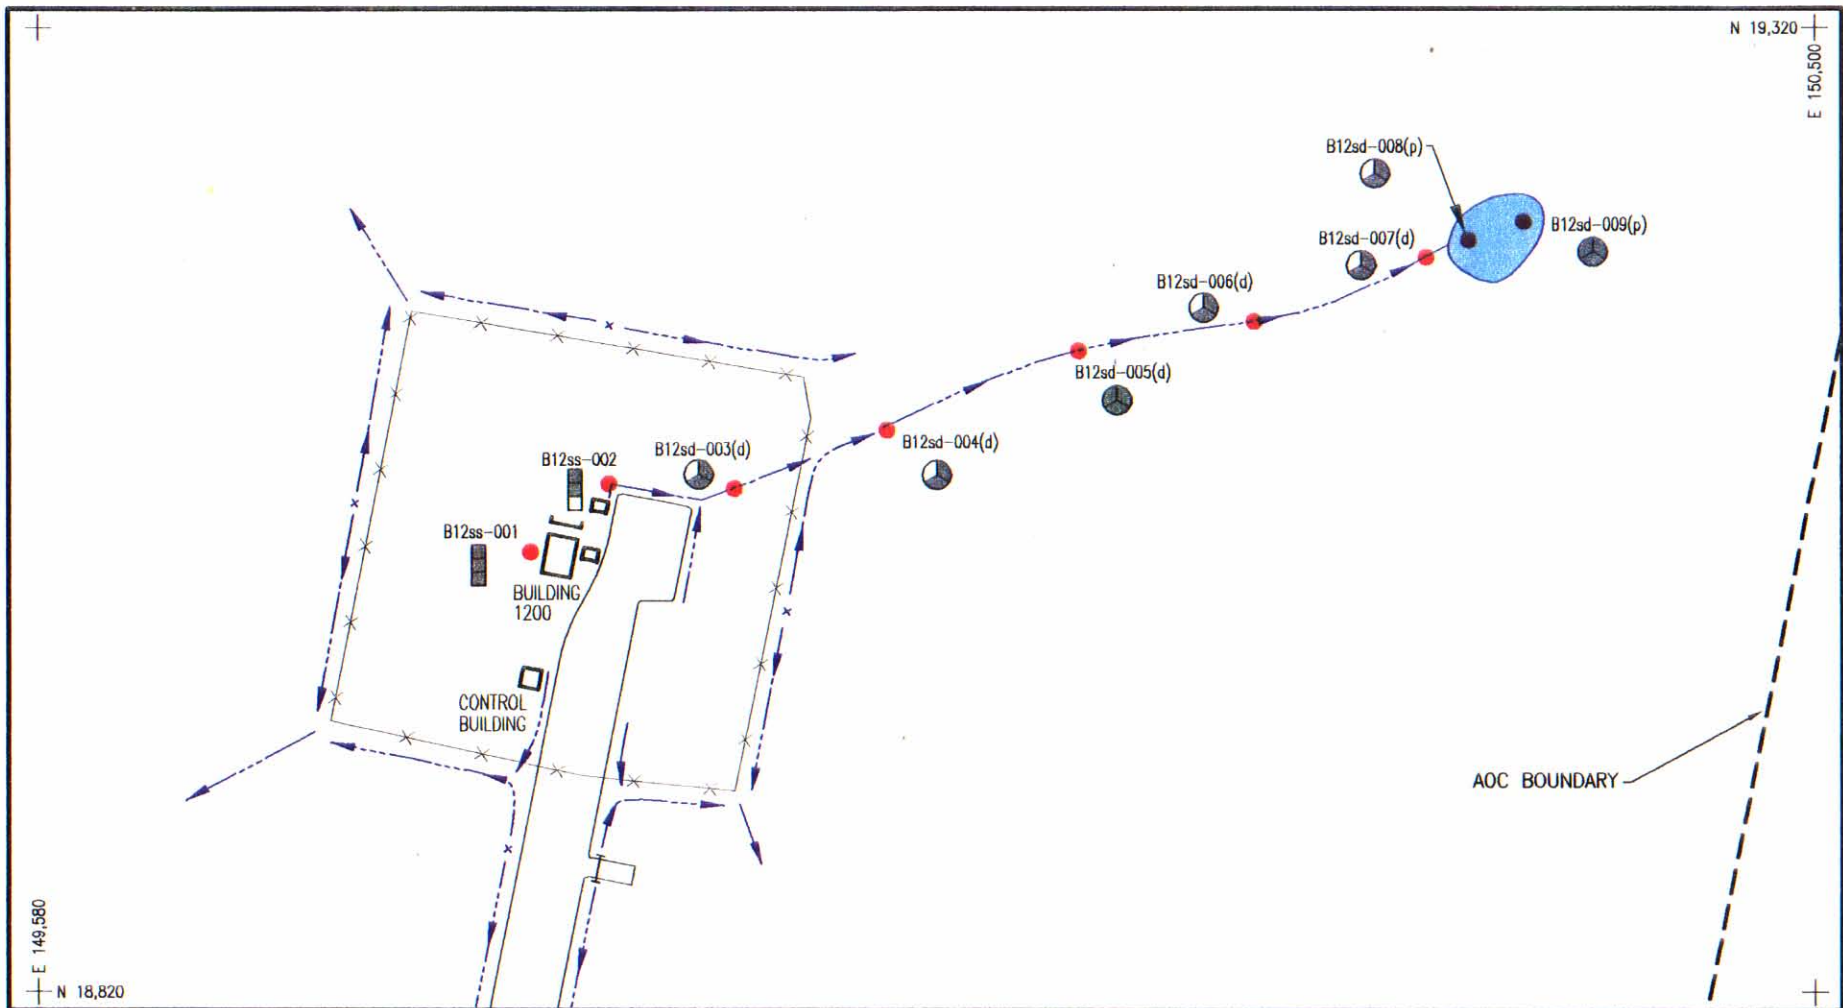 N 19,320
E 150,500
B12sd-008(p)
B12sd-009(p)
B12sd-007(d)
B12sd-006(d)
B12sd-005(d)
B12sd-004(d)
B12sd-003(d)
B12ss-002
B12ss-001
BUILDING
1200
CONTROL
BUILDING
AOC BOUNDARY
E 149,580
N 18,820